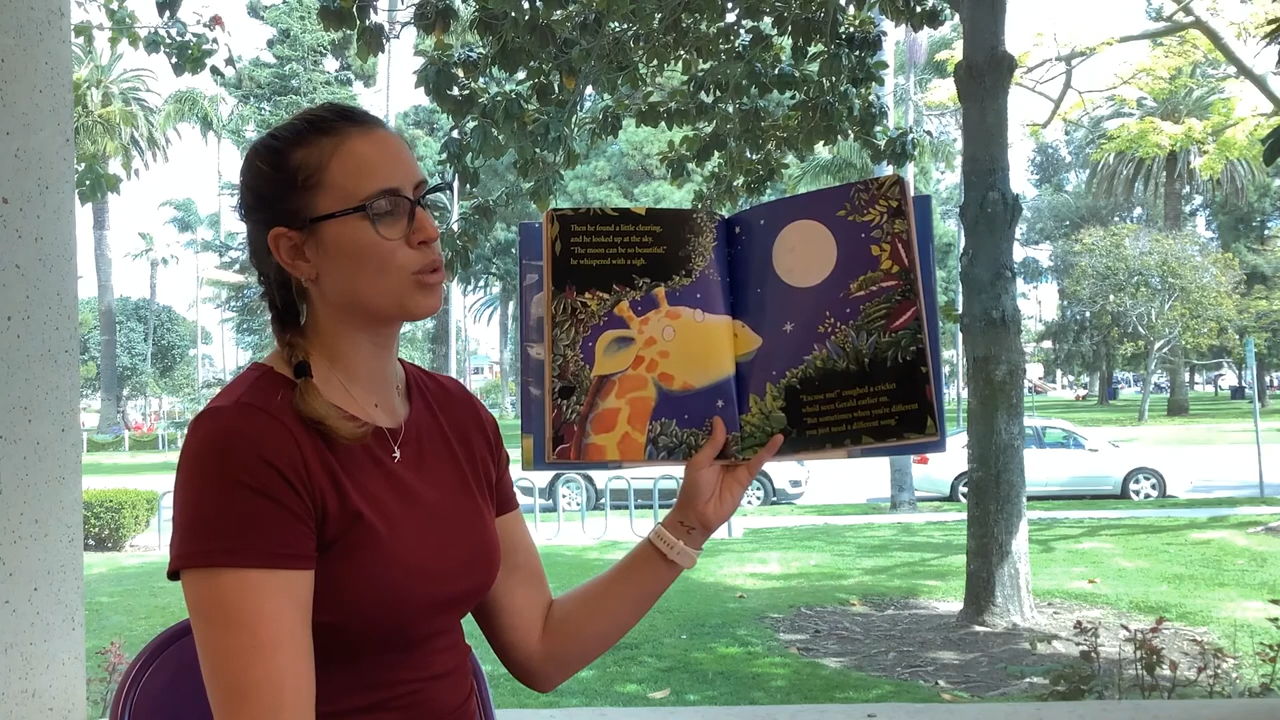 Then he found a little clearing,
and he looked up at the sky.
"The moon can be so beautiful,"
he whispered with a sigh.
"Excuse me!" coughed a cricket
who'd seen Gerald earlier on.
"But sometimes when you're different
you just need a different song."